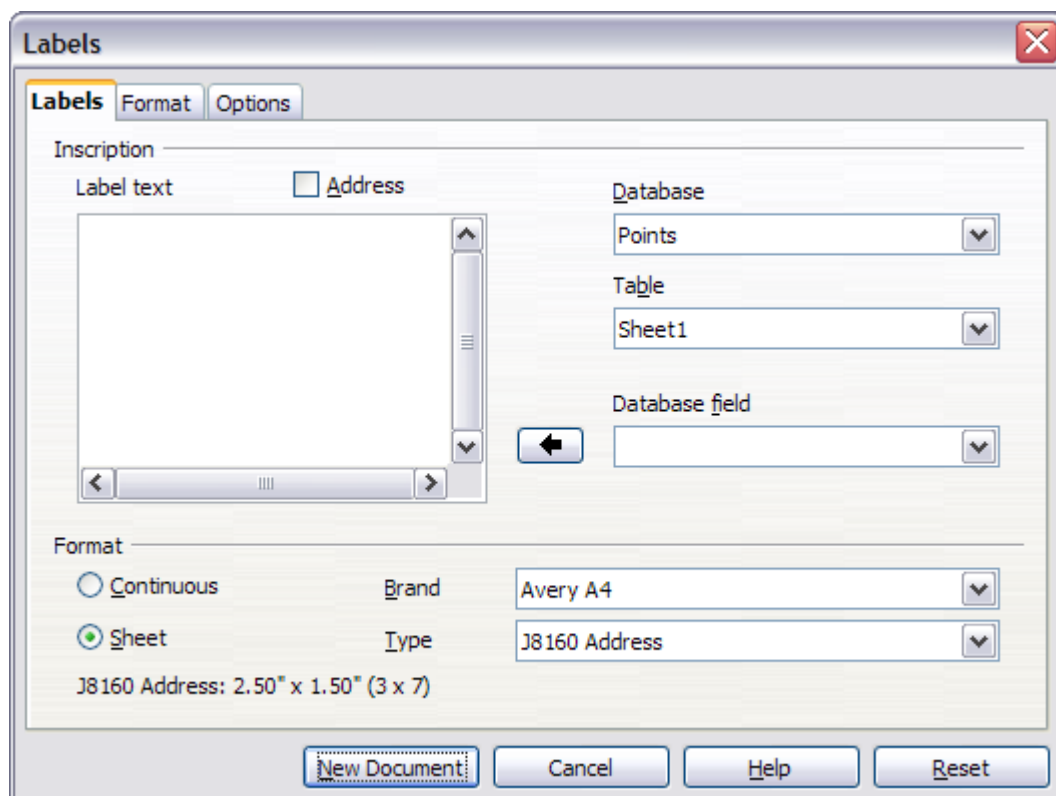 Labels
Labels Format Options
Inscription
Label text Address
Database
Points
Table
Sheet1
Database field
Format
Continuous Brand Avery A4
Sheet Type J8160 Address
J8160 Address: 2.50" x 1.50" (3 x 7)
New Document Cancel Help Reset